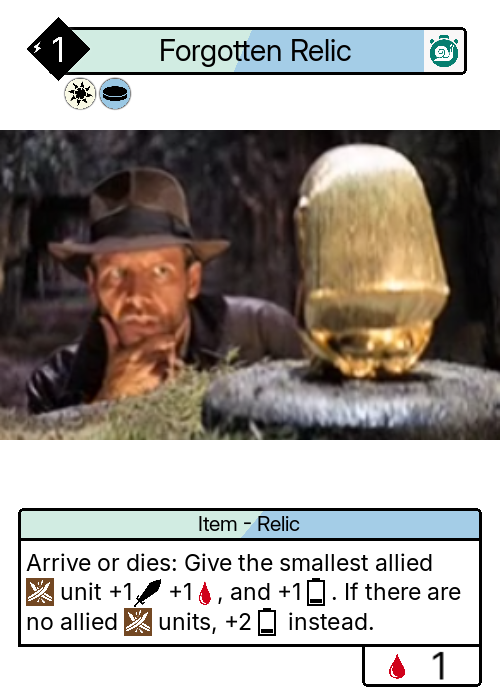 1 Forgotten Relic
Item - Relic
Arrive or dies: Give the smallest allied
unit +1 +1 , and +1 . If there are
no allied units, +2 instead.
1